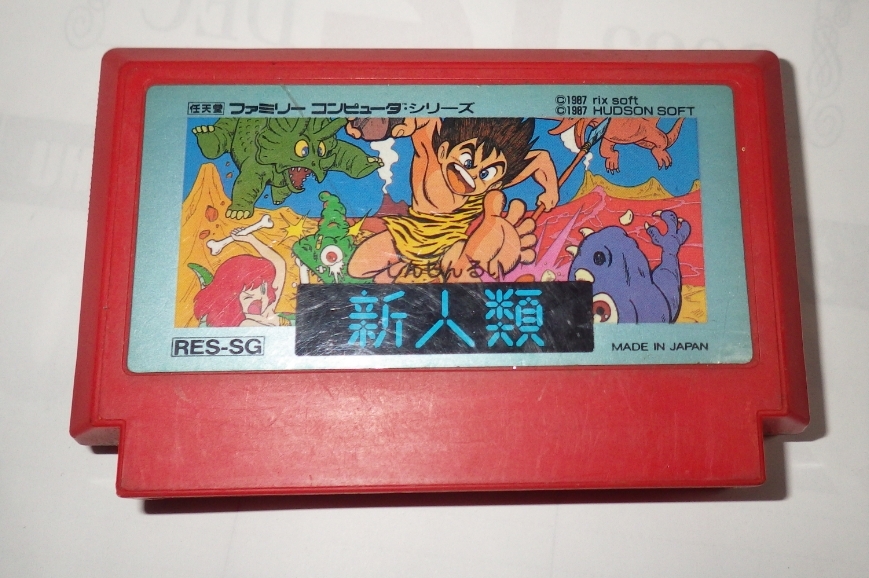 任天堂 ファミリー コンピュータシリーズ
©1987 rix soft
©1987 HUDSON SOFT
しんじんるい
新人類
RES-SG
MADE IN JAPAN